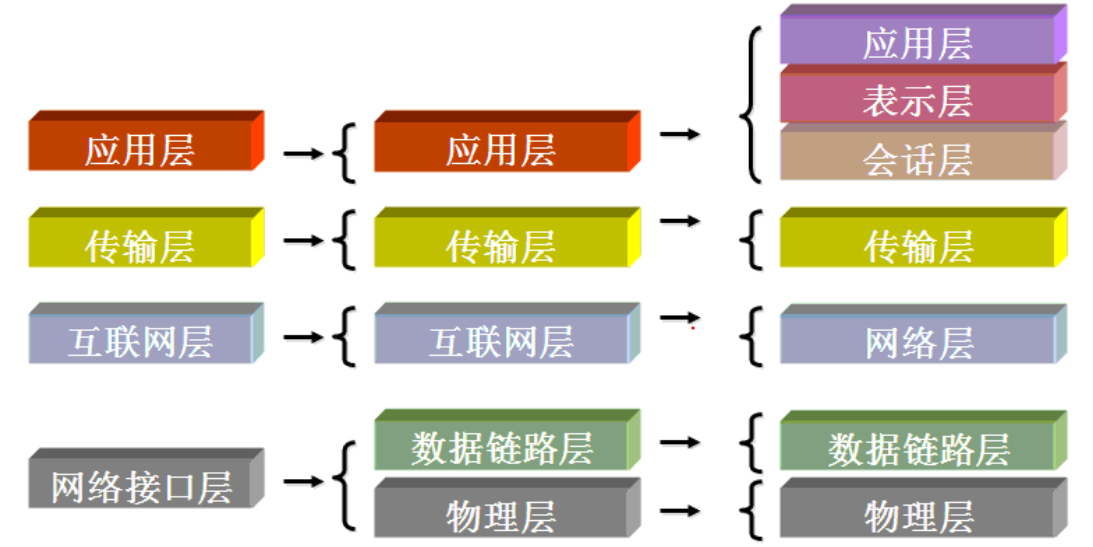 应用层
传输层
互联网层
网络接口层
应用层
传输层
互联网层
数据链路层
物理层
应用层
表示层
会话层
传输层
网络层
数据链路层
物理层